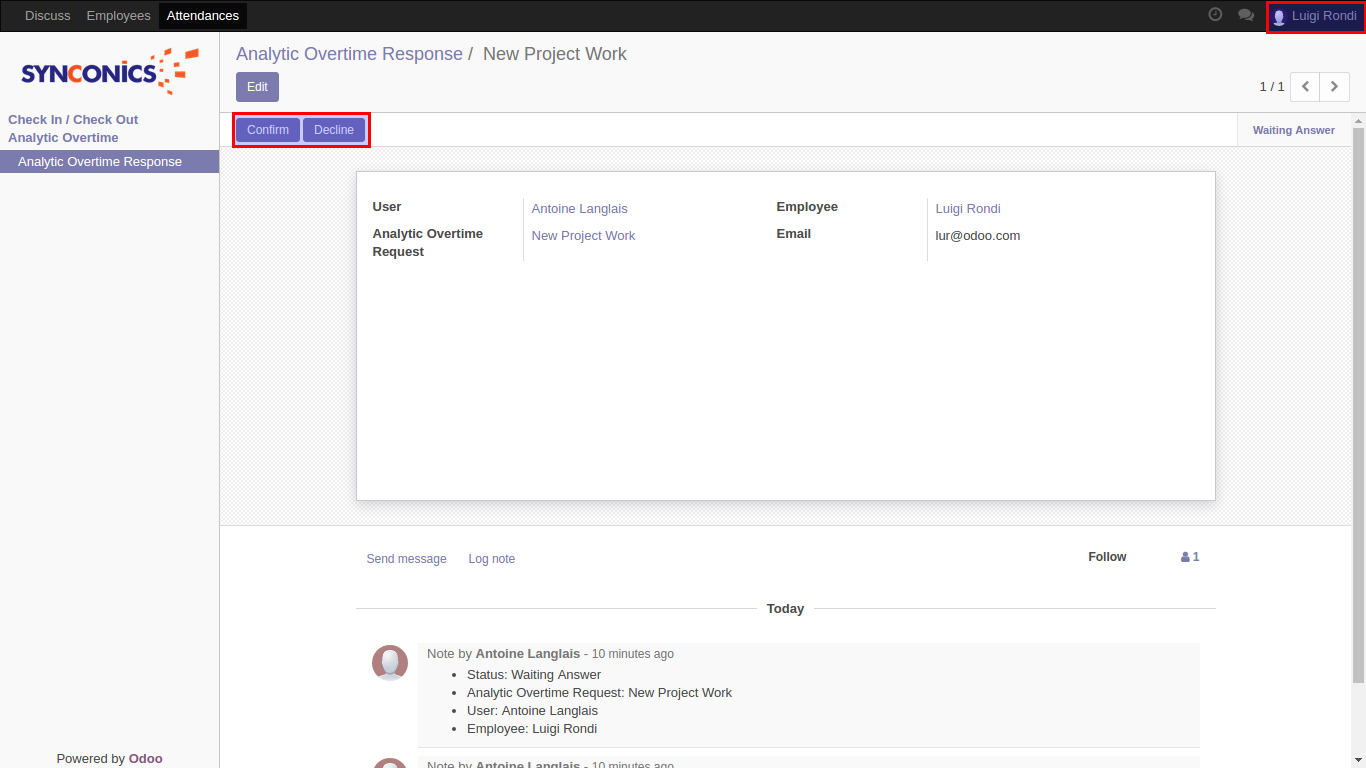 Discuss Employees Attendances Luigi Rondi
SYNCONICS
Check In / Check Out
Analytic Overtime
Analytic Overtime Response
Powered by Odoo
Analytic Overtime Response / New Project Work
Edit
1 / 1
Confirm Decline
Waiting Answer
User Antoine Langlais Employee Luigi Rondi
Analytic Overtime Request New Project Work Email lur@odoo.com
Send message Log note Follow 1
Today
Note by Antoine Langlais - 10 minutes ago
Status: Waiting Answer
Analytic Overtime Request: New Project Work
User: Antoine Langlais
Employee: Luigi Rondi
Note by Antoine Langlais - 10 minutes ago